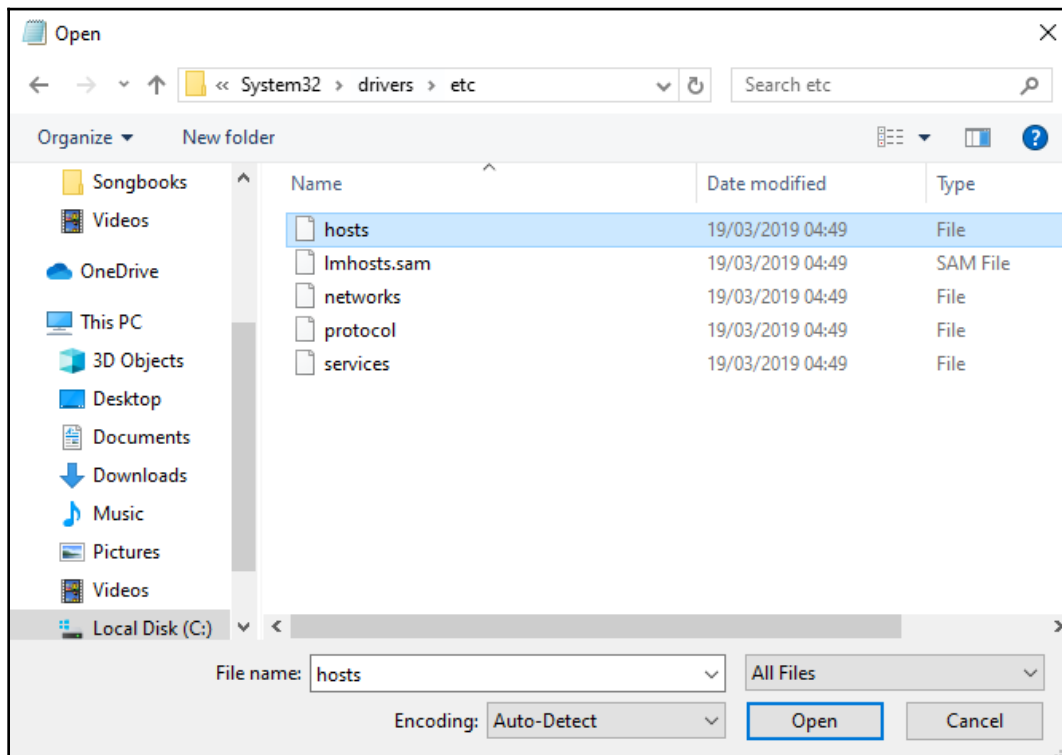 Open
« System32 › drivers › etc
Search etc
Organize
New folder
Songbooks
Videos
OneDrive
This PC
3D Objects
Desktop
Documents
Downloads
Music
Pictures
Videos
Local Disk (C:)
Name Date modified Type
hosts 19/03/2019 04:49 File
lmhosts.sam 19/03/2019 04:49 SAM File
networks 19/03/2019 04:49 File
protocol 19/03/2019 04:49 File
services 19/03/2019 04:49 File
File name: hosts All Files
Encoding: Auto-Detect Open Cancel